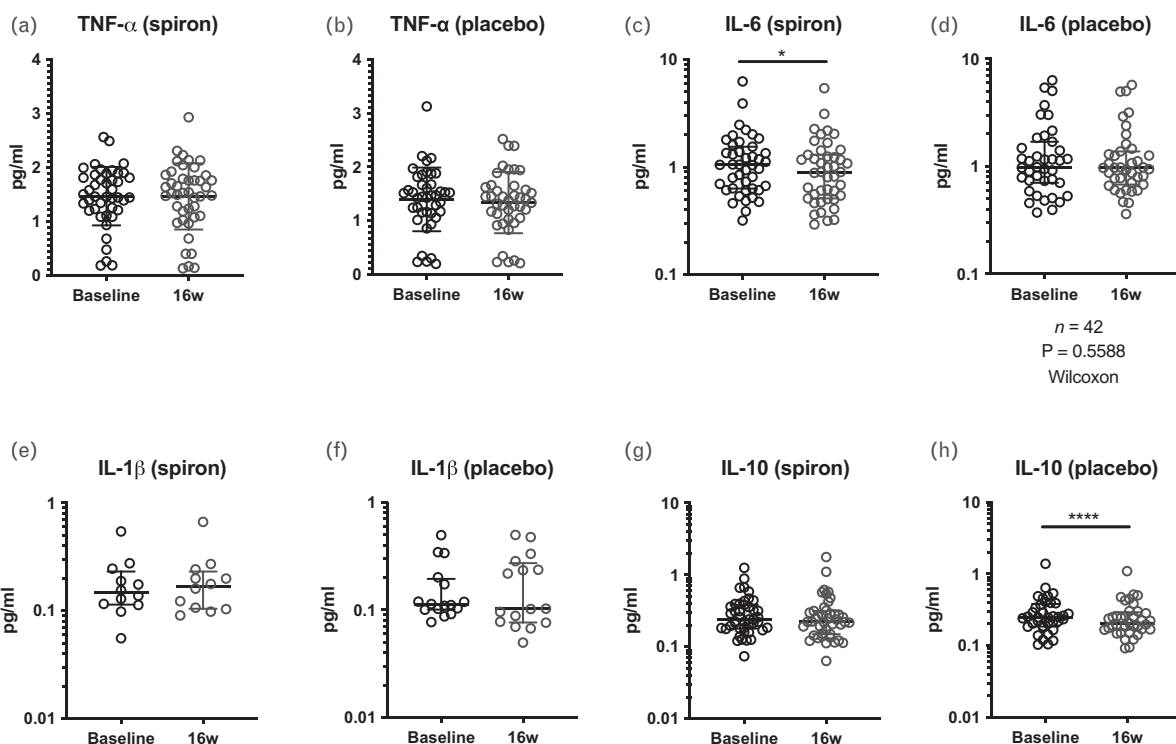 (a) TNF-α (spiron)
(b) TNF-α (placebo)
(c) IL-6 (spiron)
(d) IL-6 (placebo)
4
3
2
1
0
pg/ml
Baseline 16w
4
3
2
1
0
pg/ml
Baseline 16w
*
10
1
0.1
pg/ml
Baseline 16w
10
1
0.1
pg/ml
Baseline 16w
n = 42
P = 0.5588
Wilcoxon
(e) IL-1β (spiron)
(f) IL-1β (placebo)
(g) IL-10 (spiron)
(h) IL-10 (placebo)
1
0.1
0.01
pg/ml
Baseline 16w
1
0.1
0.01
pg/ml
Baseline 16w
10
1
0.1
0.01
pg/ml
Baseline 16w
****
10
1
0.1
0.01
pg/ml
Baseline 16w